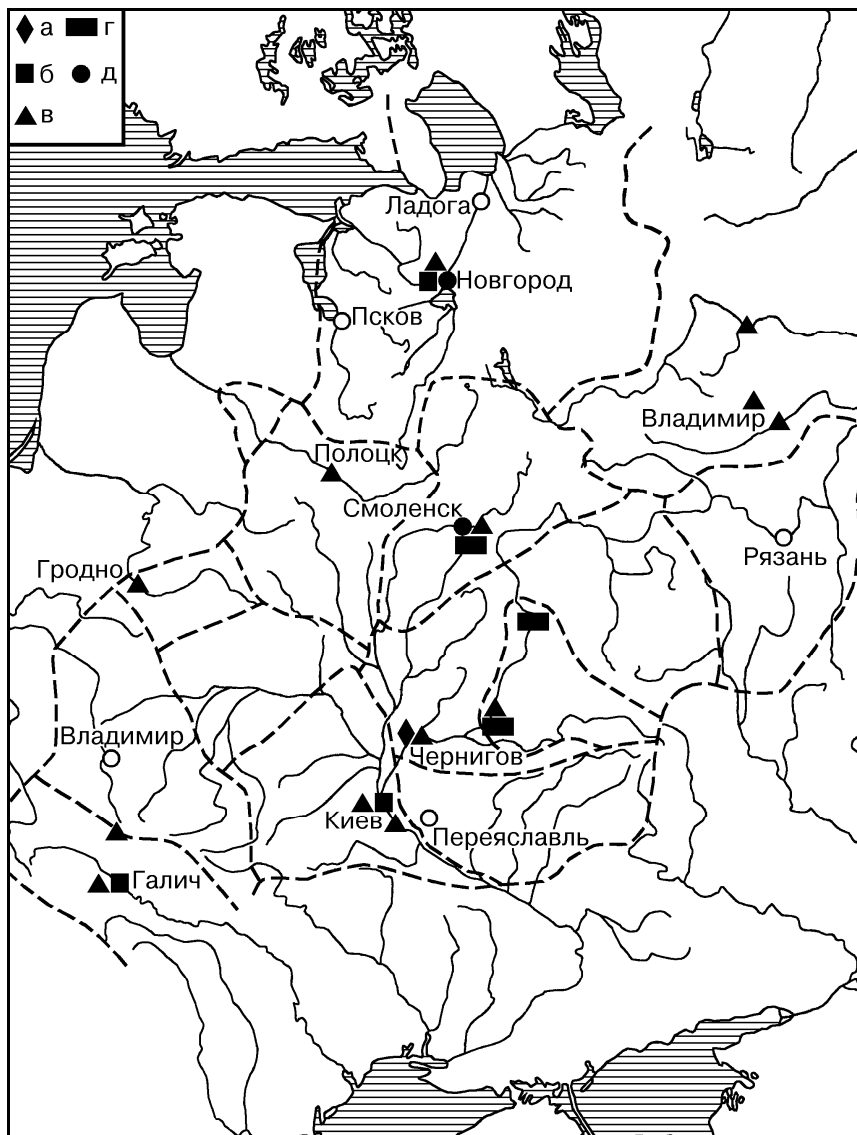 а г
б д
в
Ладога
Новгород
Псков
Владимир
Полоцк
Смоленск
Рязань
Гродно
Владимир
Чернигов
Киев
Переяславль
Галич